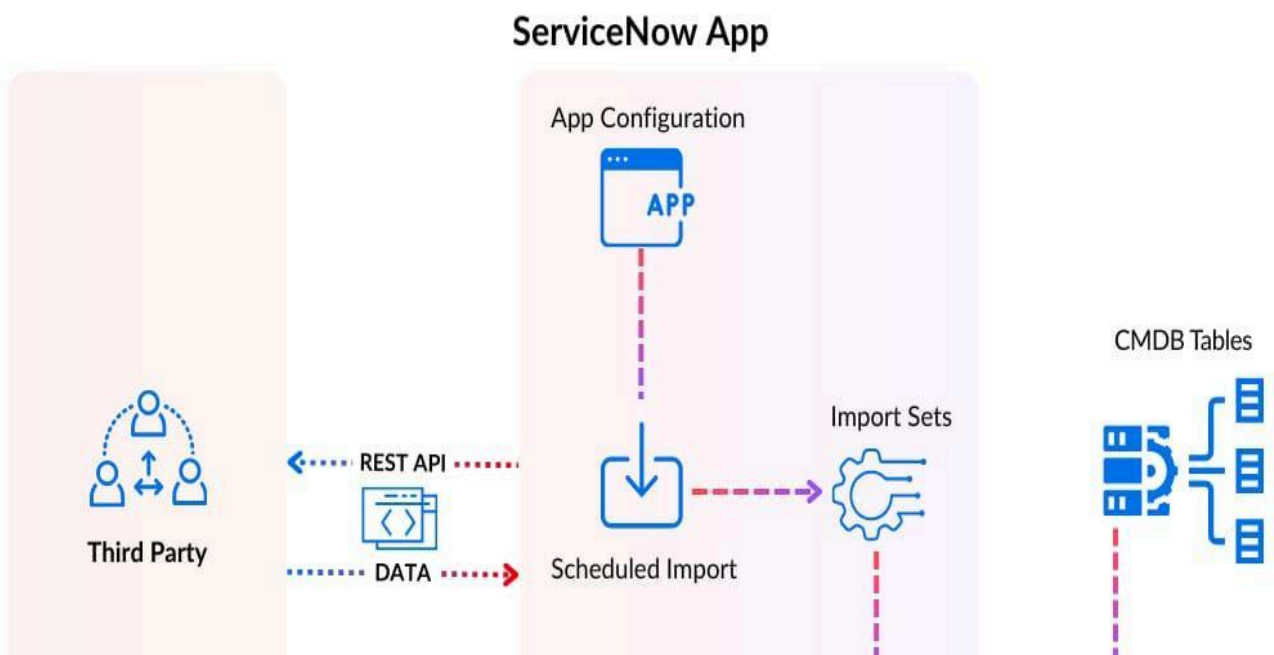 ServiceNow App
App Configuration
APP
CMDB Tables
Import Sets
REST API
Third Party
DATA
Scheduled Import